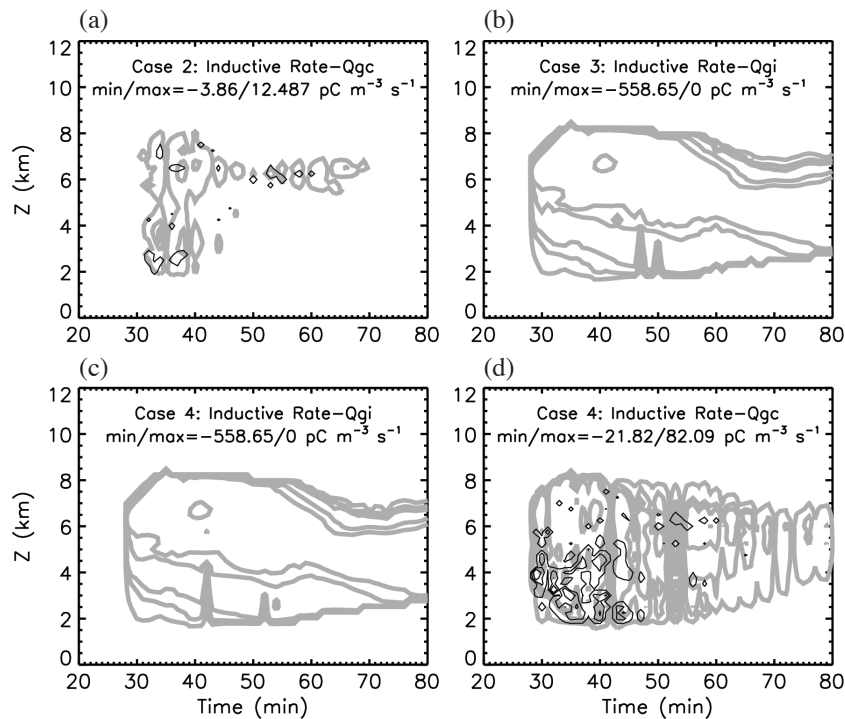 (a)
Case 2: Inductive Rate−Qgc
min/max=−3.86/12.487 pC m⁻³ s⁻¹
12
10
8
6
4
2
0
Z (km)
20 30 40 50 60 70 80
(b)
Case 3: Inductive Rate−Qgi
min/max=−558.65/0 pC m⁻³ s⁻¹
12
10
8
6
4
2
0
20 30 40 50 60 70 80
(c)
Case 4: Inductive Rate−Qgi
min/max=−558.65/0 pC m⁻³ s⁻¹
12
10
8
6
4
2
0
Z (km)
20 30 40 50 60 70 80
Time (min)
(d)
Case 4: Inductive Rate−Qgc
min/max=−21.82/82.09 pC m⁻³ s⁻¹
12
10
8
6
4
2
0
20 30 40 50 60 70 80
Time (min)